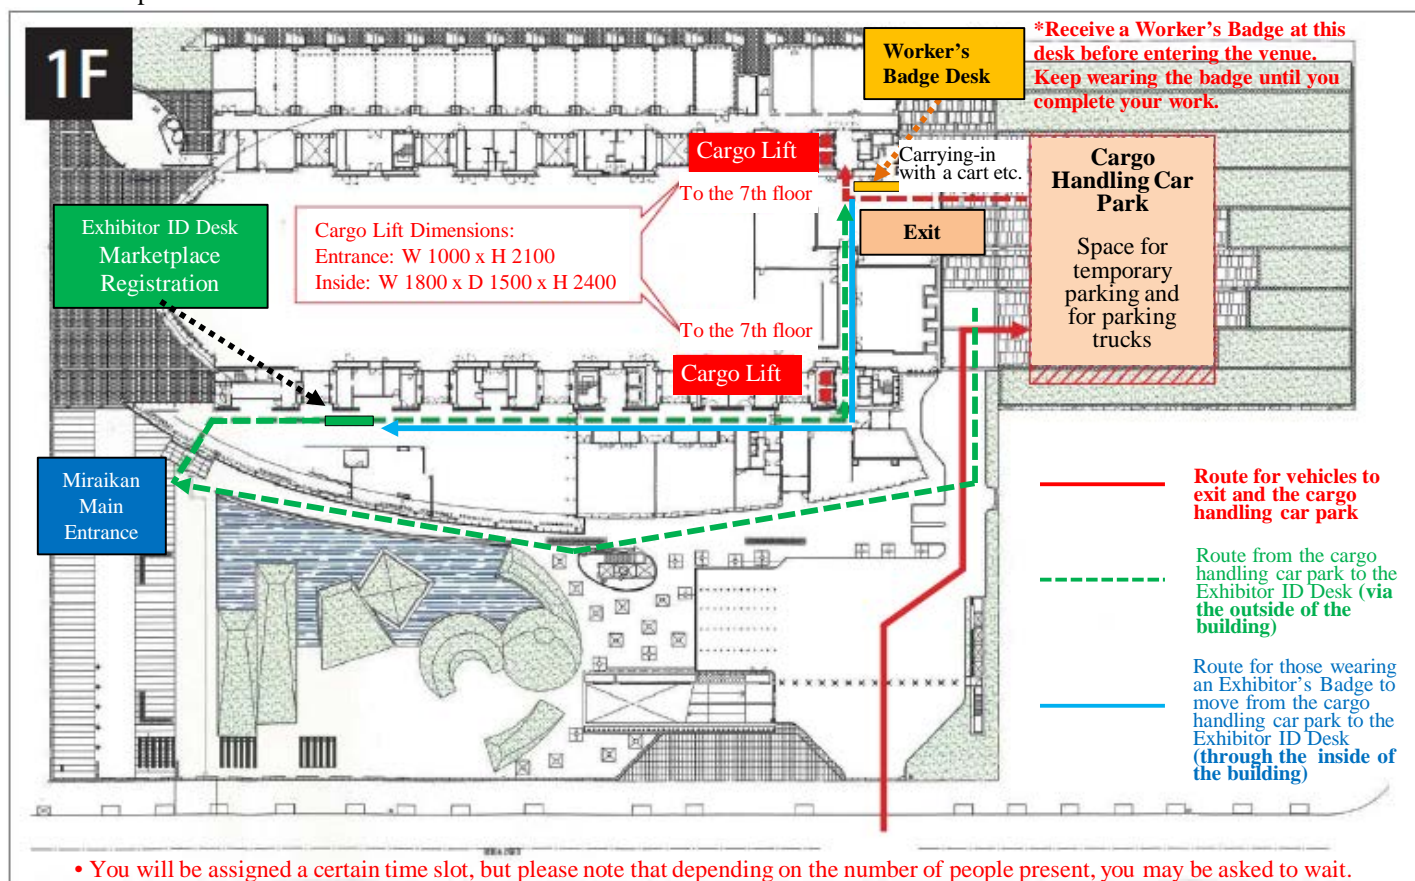 1F
Worker's
Badge Desk
*Receive a Worker's Badge at this
desk before entering the venue.
Keep wearing the badge until you
complete your work.
Cargo Lift
To the 7th floor
Carrying-in
with a cart etc.
Cargo
Handling Car
Park
Space for
temporary
parking and
for parking
trucks
Exit
Exhibitor ID Desk
Marketplace
Registration
Cargo Lift Dimensions:
Entrance: W 1000 x H 2100
Inside: W 1800 x D 1500 x H 2400
To the 7th floor
Cargo Lift
Miraikan
Main
Entrance
Route for vehicles to
exit and the cargo
handling car park
Route from the cargo
handling car park to the
Exhibitor ID Desk (via
the outside of the
building)
Route for those wearing
an Exhibitor's Badge to
move from the cargo
handling car park to the
Exhibitor ID Desk
(through the inside of
the building)
• You will be assigned a certain time slot, but please note that depending on the number of people present, you may be asked to wait.